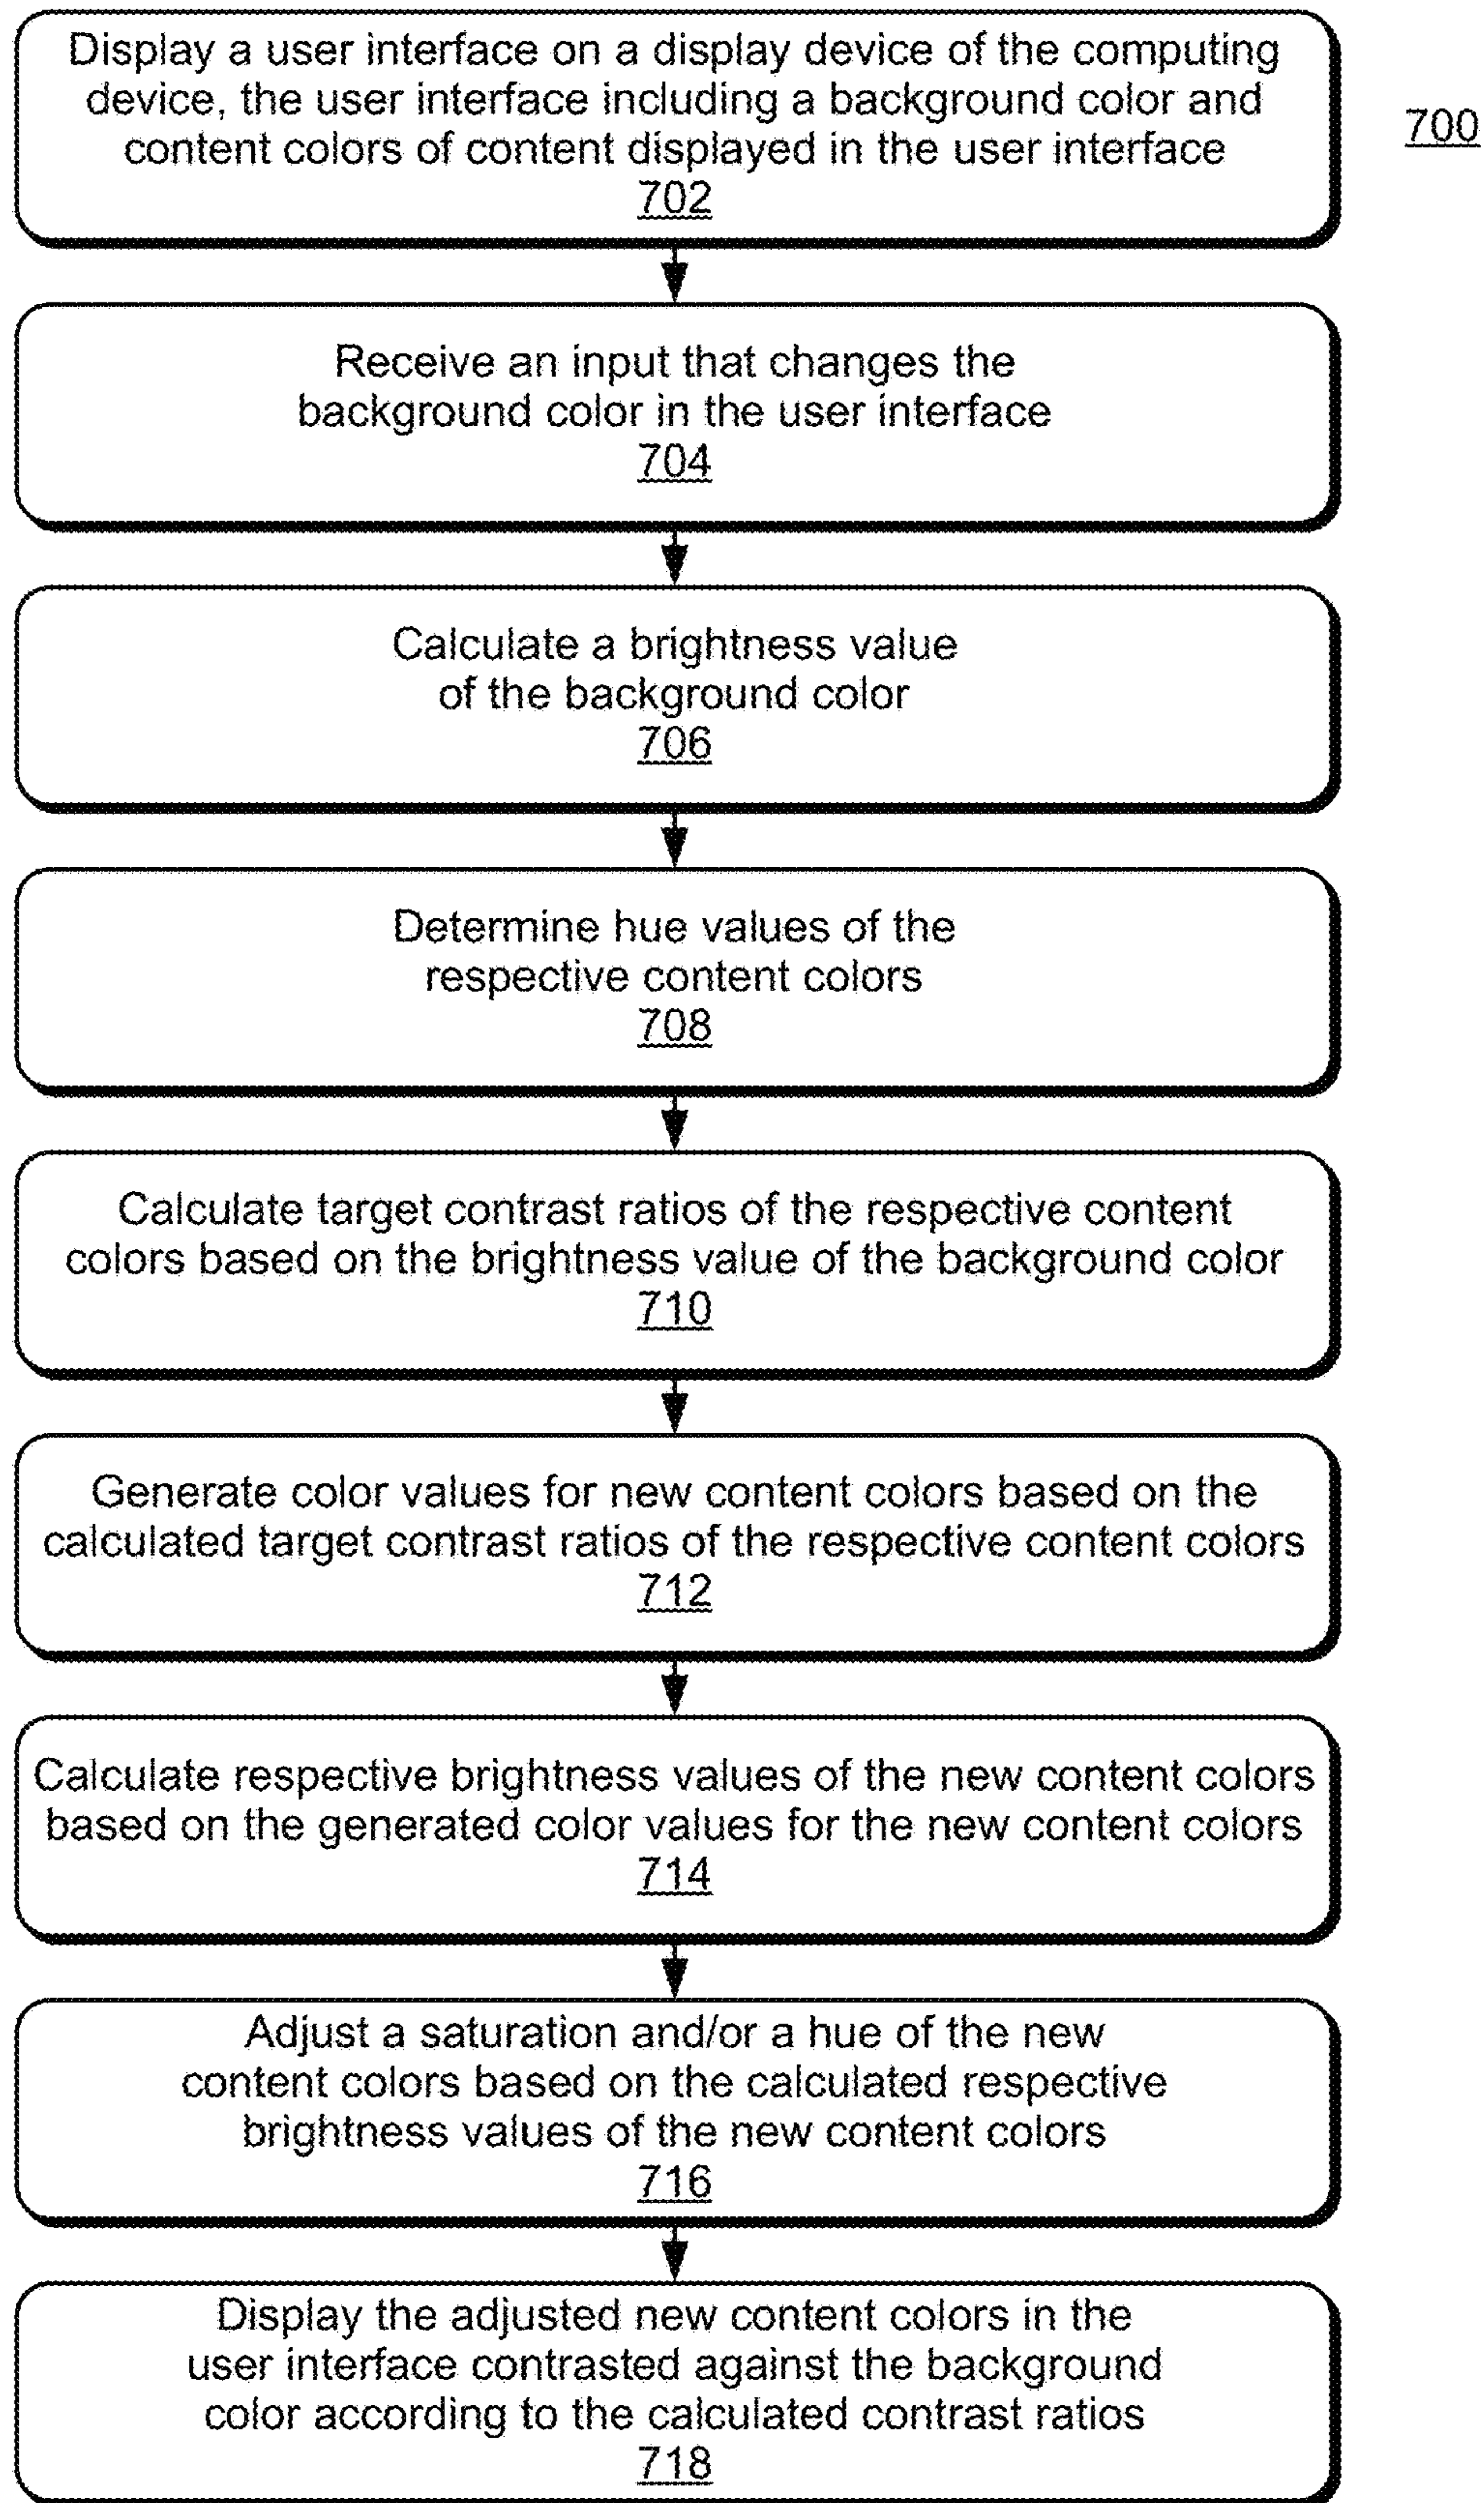 Display a user interface on a display device of the computing
device, the user interface including a background color and
content colors of content displayed in the user interface
702
700
Receive an input that changes the
background color in the user interface
704
Calculate a brightness value
of the background color
706
Determine hue values of the
respective content colors
708
Calculate target contrast ratios of the respective content
colors based on the brightness value of the background color
710
Generate color values for new content colors based on the
calculated target contrast ratios of the respective content colors
712
Calculate respective brightness values of the new content colors
based on the generated color values for the new content colors
714
Adjust a saturation and/or a hue of the new
content colors based on the calculated respective
brightness values of the new content colors
716
Display the adjusted new content colors in the
user interface contrasted against the background
color according to the calculated contrast ratios
718